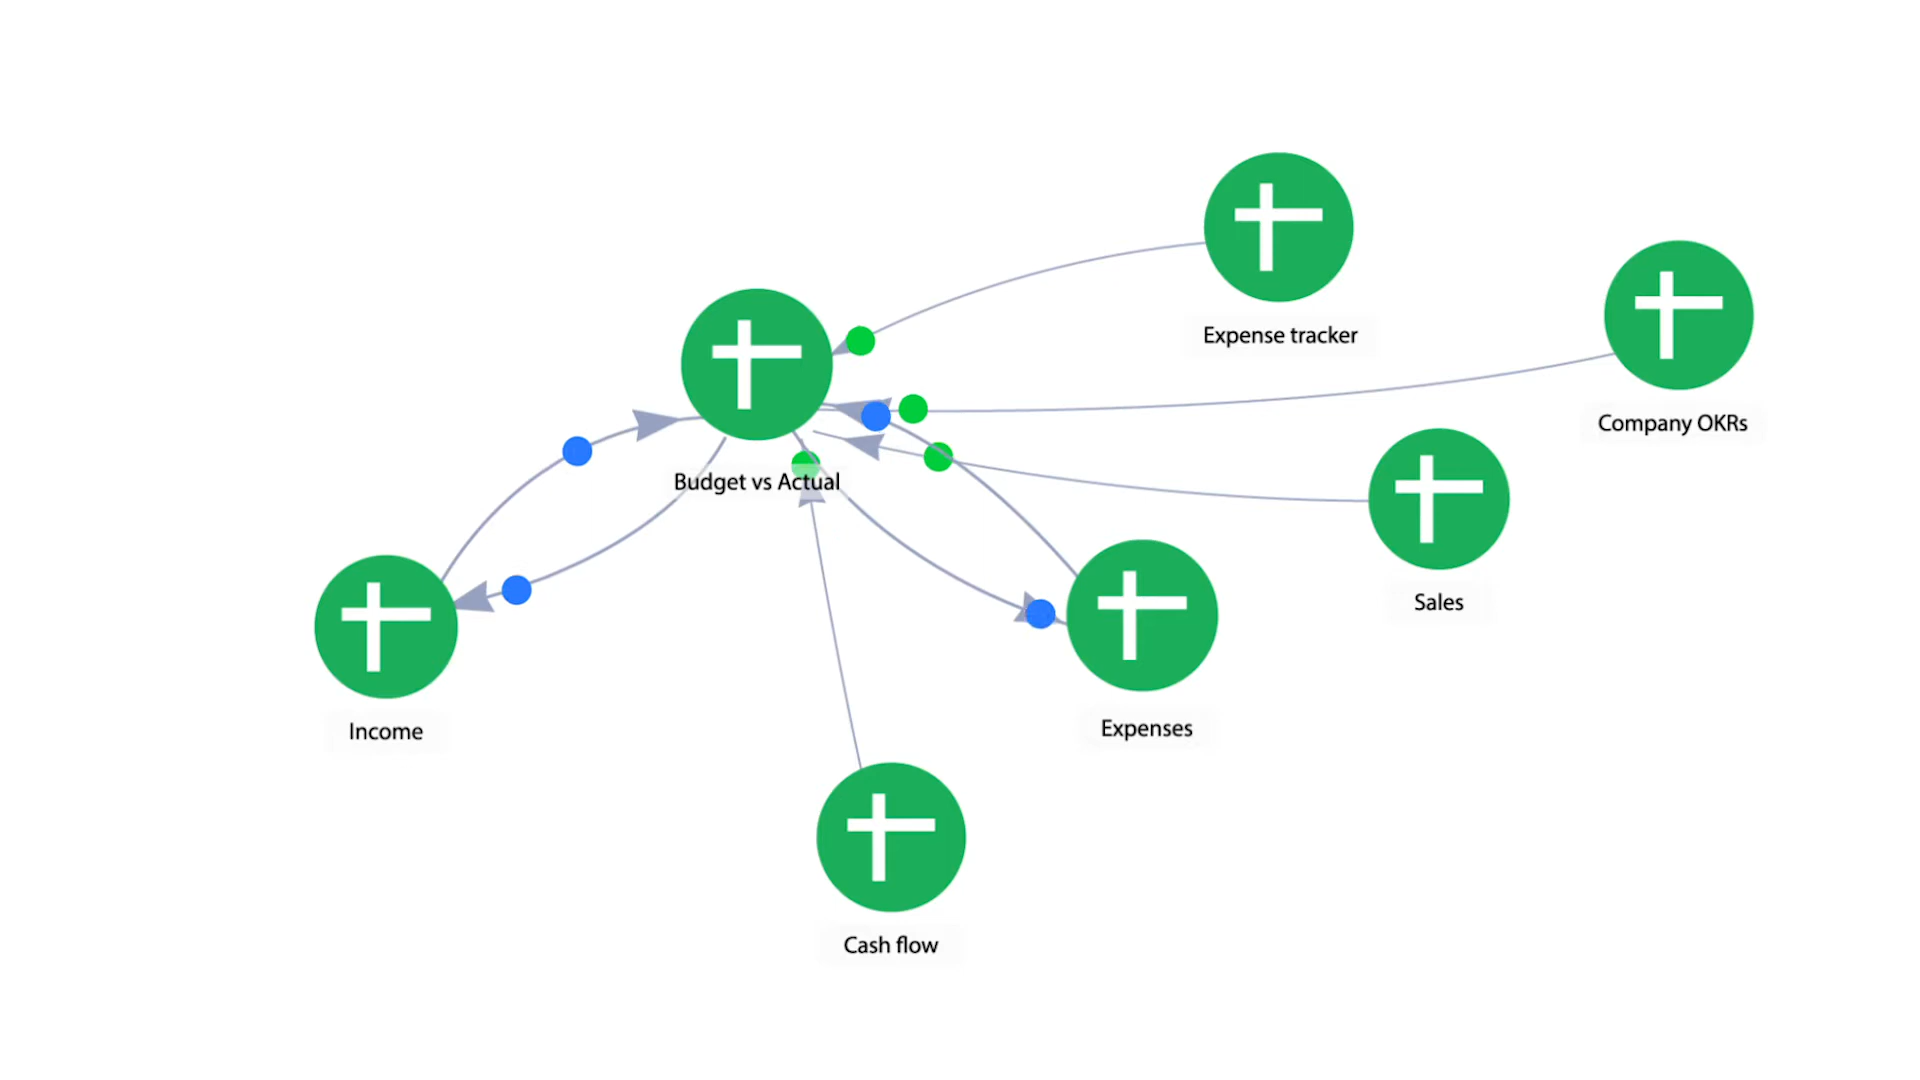 Expense tracker
Company OKRs
Budget vs Actual
Sales
Income
Expenses
Cash flow